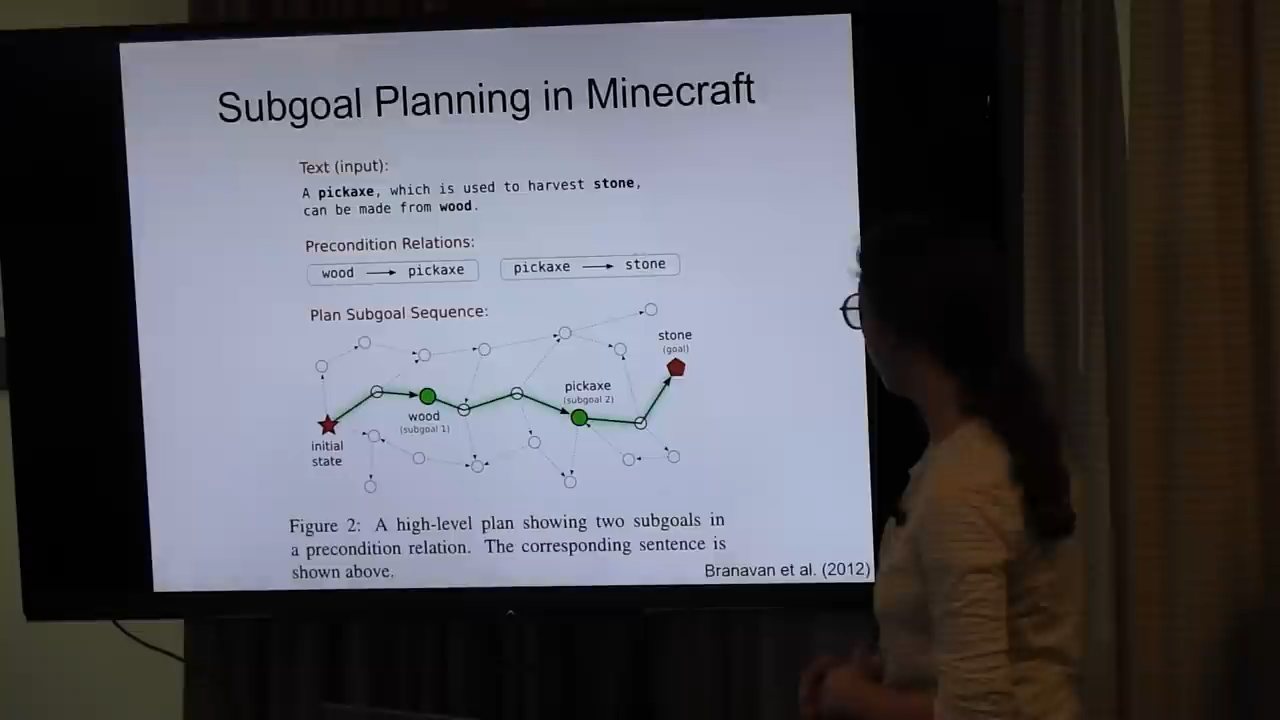 Subgoal Planning in Minecraft
Text (input):
A pickaxe, which is used to harvest stone,
can be made from wood.
Precondition Relations:
wood → pickaxe
pickaxe → stone
Plan Subgoal Sequence:
stone
(goal)
pickaxe
(subgoal 2)
wood
(subgoal 1)
initial
state
Figure 2: A high-level plan showing two subgoals in
a precondition relation. The corresponding sentence is
shown above.
Branavan et al. (2012)